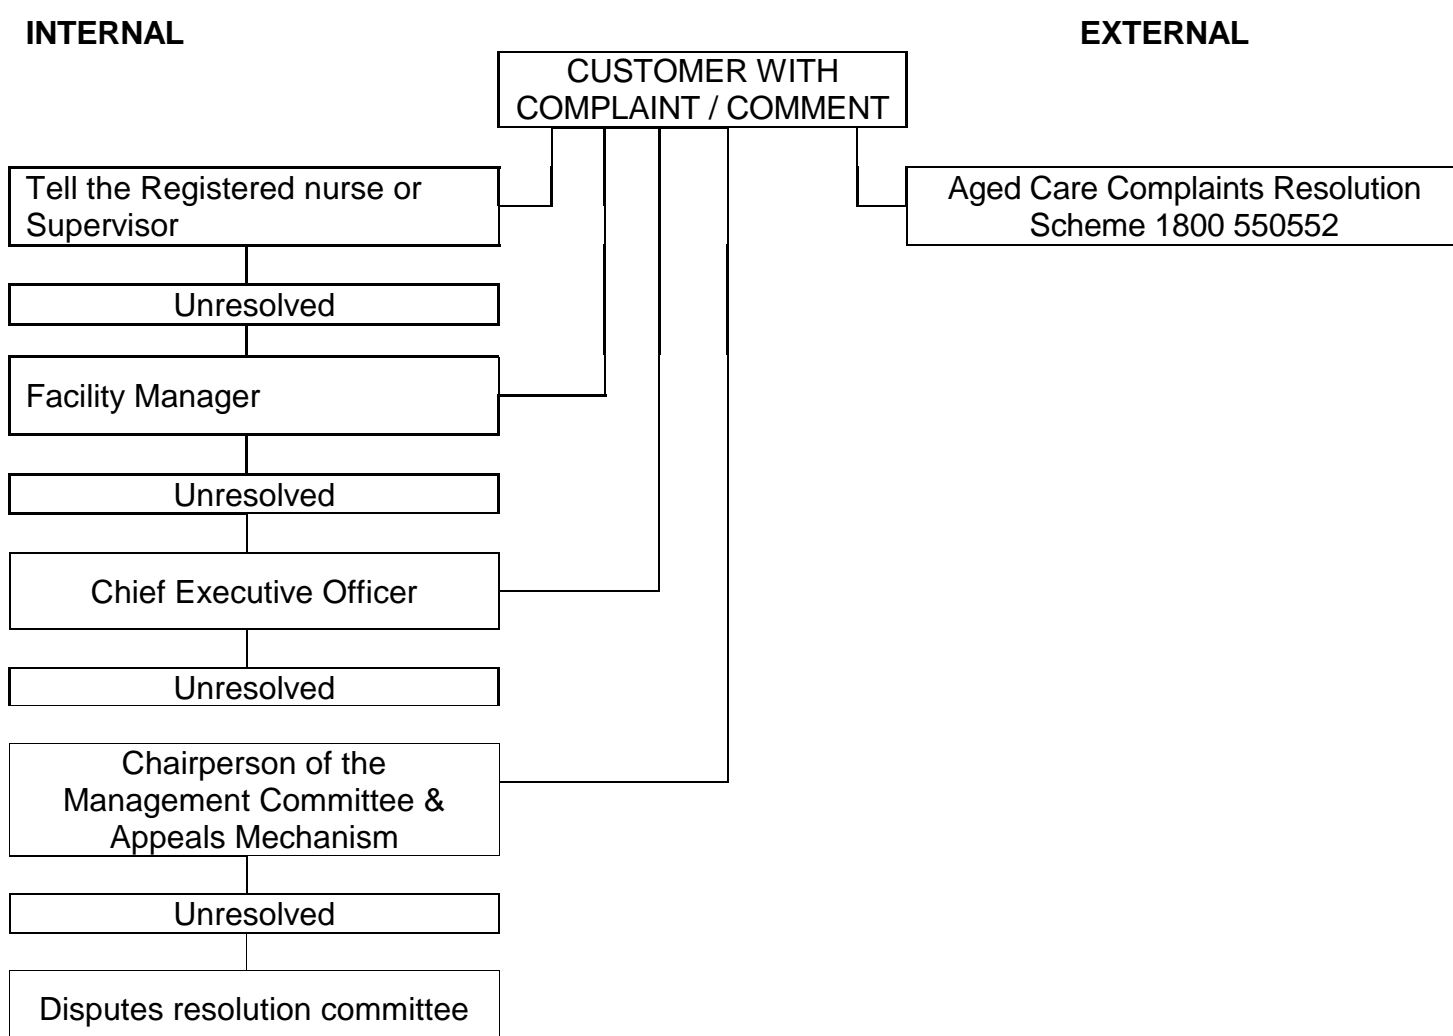 INTERNAL
EXTERNAL
CUSTOMER WITH
COMPLAINT / COMMENT
Tell the Registered nurse or
Supervisor
Aged Care Complaints Resolution
Scheme 1800 550552
Unresolved
Facility Manager
Unresolved
Chief Executive Officer
Unresolved
Chairperson of the
Management Committee &
Appeals Mechanism
Unresolved
Disputes resolution committee